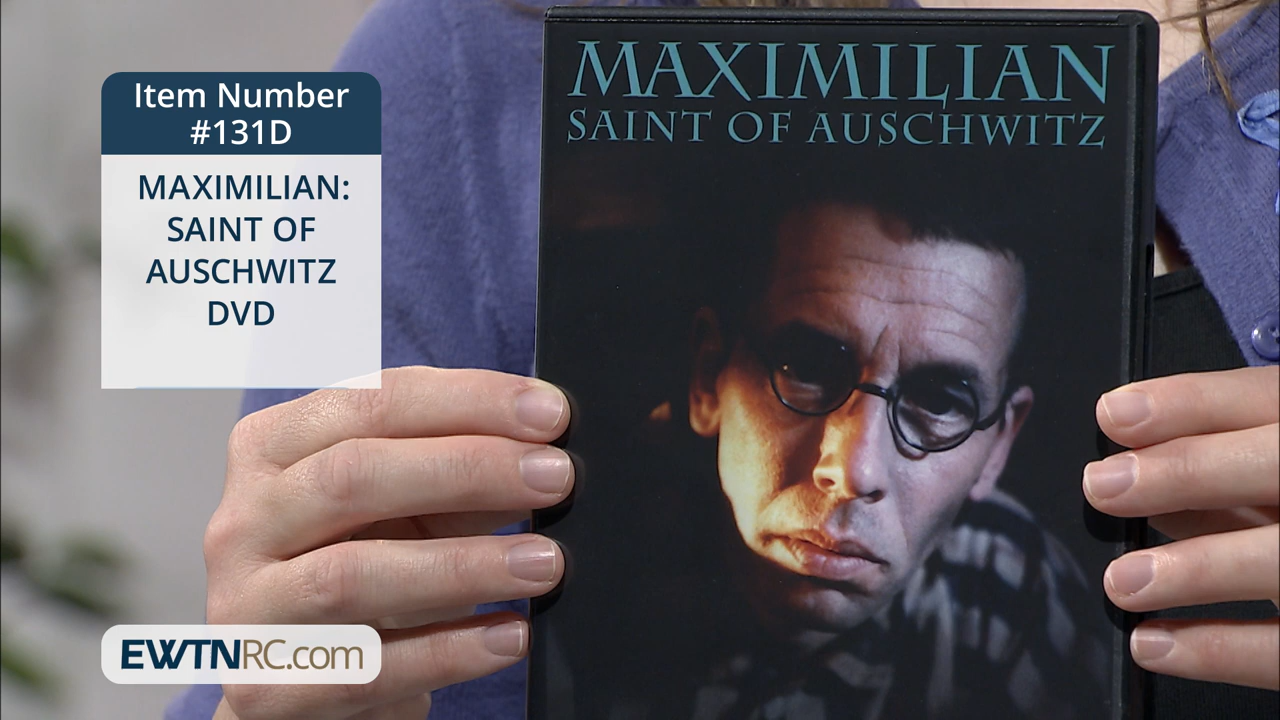 Item Number
#131D
MAXIMILIAN:
SAINT OF
AUSCHWITZ
DVD
EWTNRC.com
MAXIMILIAN
SAINT OF AUSCHWITZ